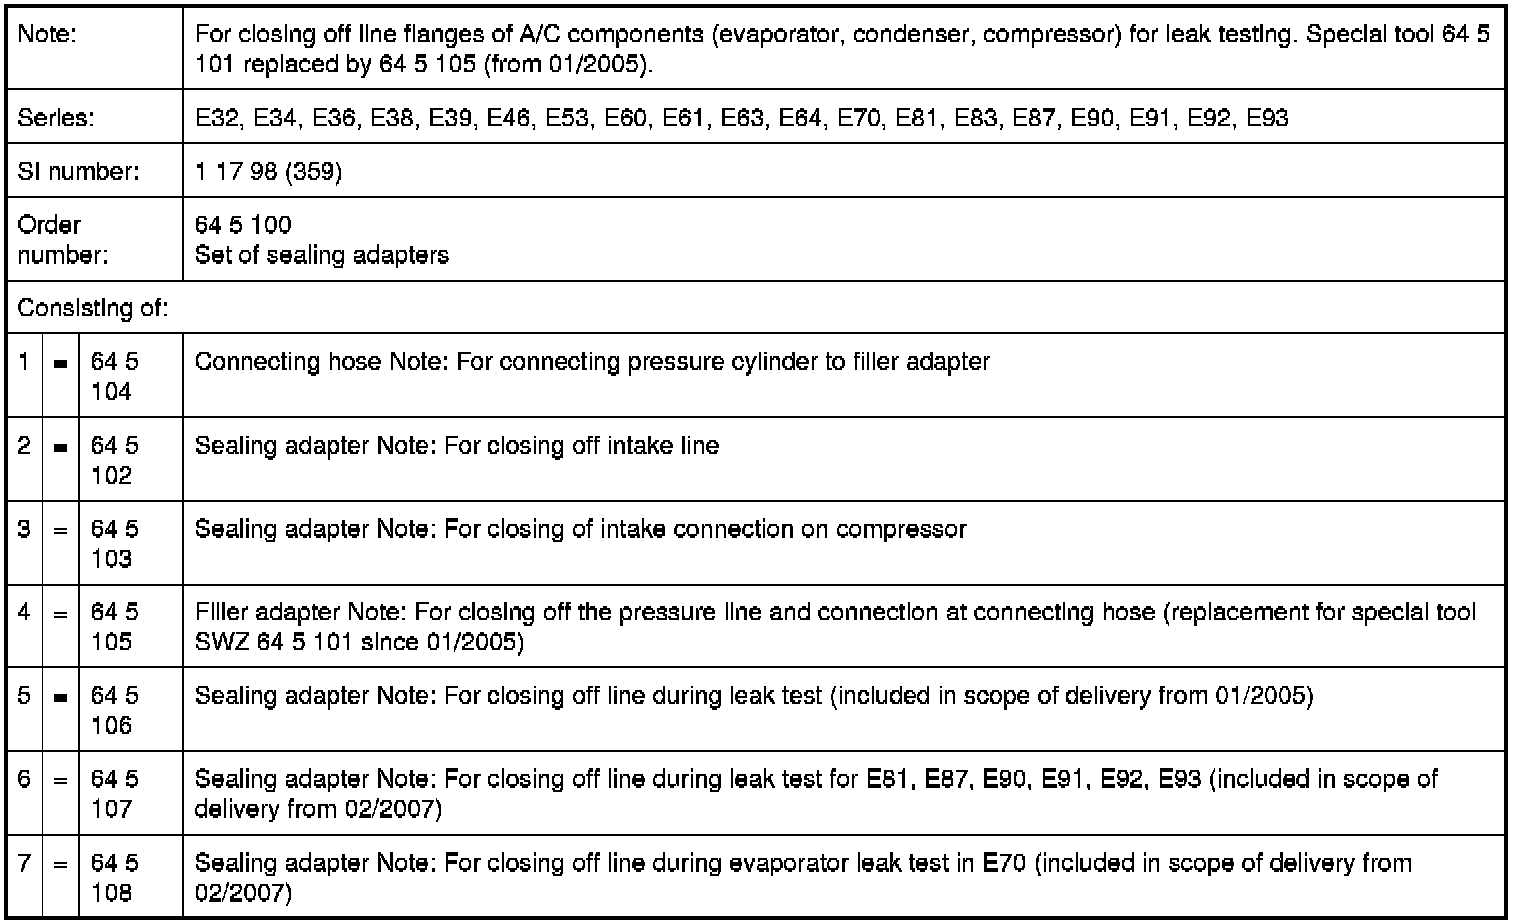 Note: For closing off line flanges of A/C components (evaporator, condenser, compressor) for leak testing. Special tool 64 5
101 replaced by 64 5 105 (from 01/2005).
Series: E32, E34, E36, E38, E39, E46, E53, E60, E61, E63, E64, E70, E81, E83, E87, E90, E91, E92, E93
SI number: 1 17 98 (359)
Order 64 5 100
number: Set of sealing adapters
Consisting of:
1 = 64 5 Connecting hose Note: For connecting pressure cylinder to filler adapter
104
2 = 64 5 Sealing adapter Note: For closing off intake line
102
3 = 64 5 Sealing adapter Note: For closing of intake connection on compressor
103
4 = 64 5 Filler adapter Note: For closing off the pressure line and connection at connecting hose (replacement for special tool
105 SWZ 64 5 101 since 01/2005)
5 = 64 5 Sealing adapter Note: For closing off line during leak test (included in scope of delivery from 01/2005)
106
6 = 64 5 Sealing adapter Note: For closing off line during leak test for E81, E87, E90, E91, E92, E93 (included in scope of
107 delivery from 02/2007)
7 = 64 5 Sealing adapter Note: For closing off line during evaporator leak test in E70 (included in scope of delivery from
108 02/2007)